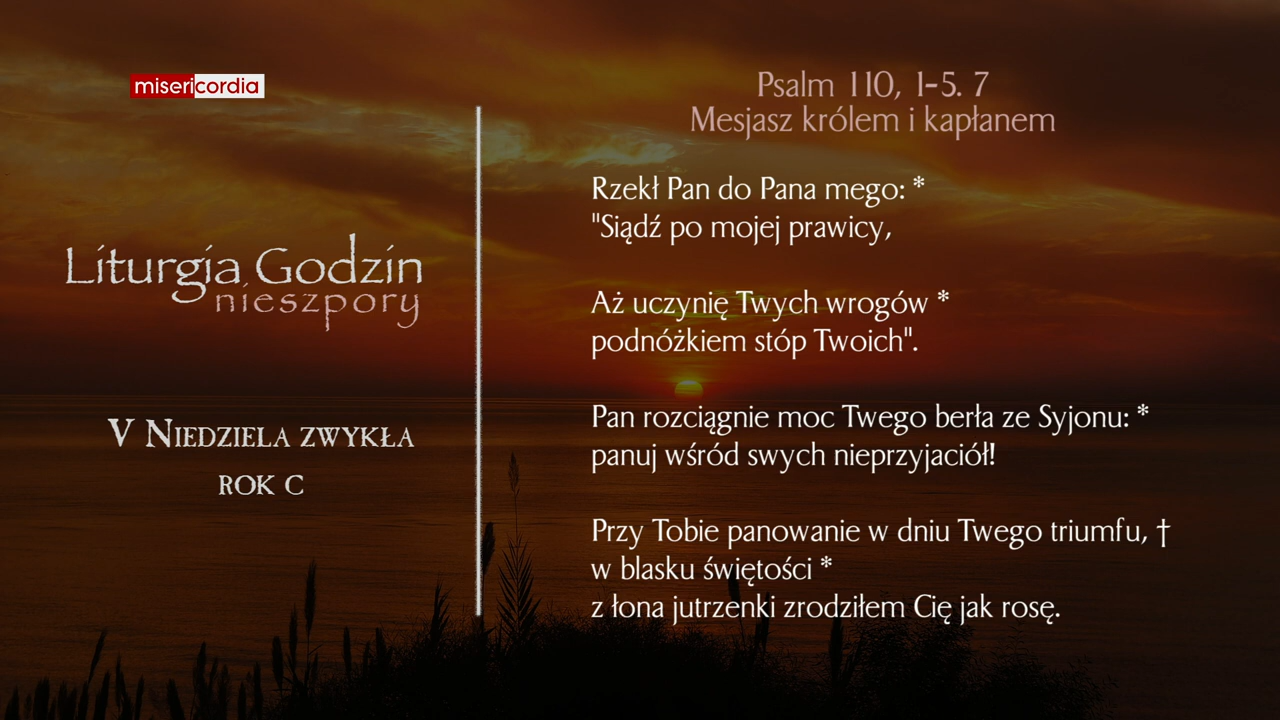 misericordia
Liturgia Godzin
nieszpory
V Niedziela zwykła
rok C
Psalm 110, 1-5. 7
Mesjasz królem i kapłanem
Rzekł Pan do Pana mego: *
"Siądź po mojej prawicy,
Aż uczynię Twych wrogów *
podnóżkiem stóp Twoich".
Pan rozciągnie moc Twego berła ze Syjonu: *
panuj wśród swych nieprzyjaciół!
Przy Tobie panowanie w dniu Twego triumfu, †
w blasku świętości *
z łona jutrzenki zrodziłem Cię jak rosę.